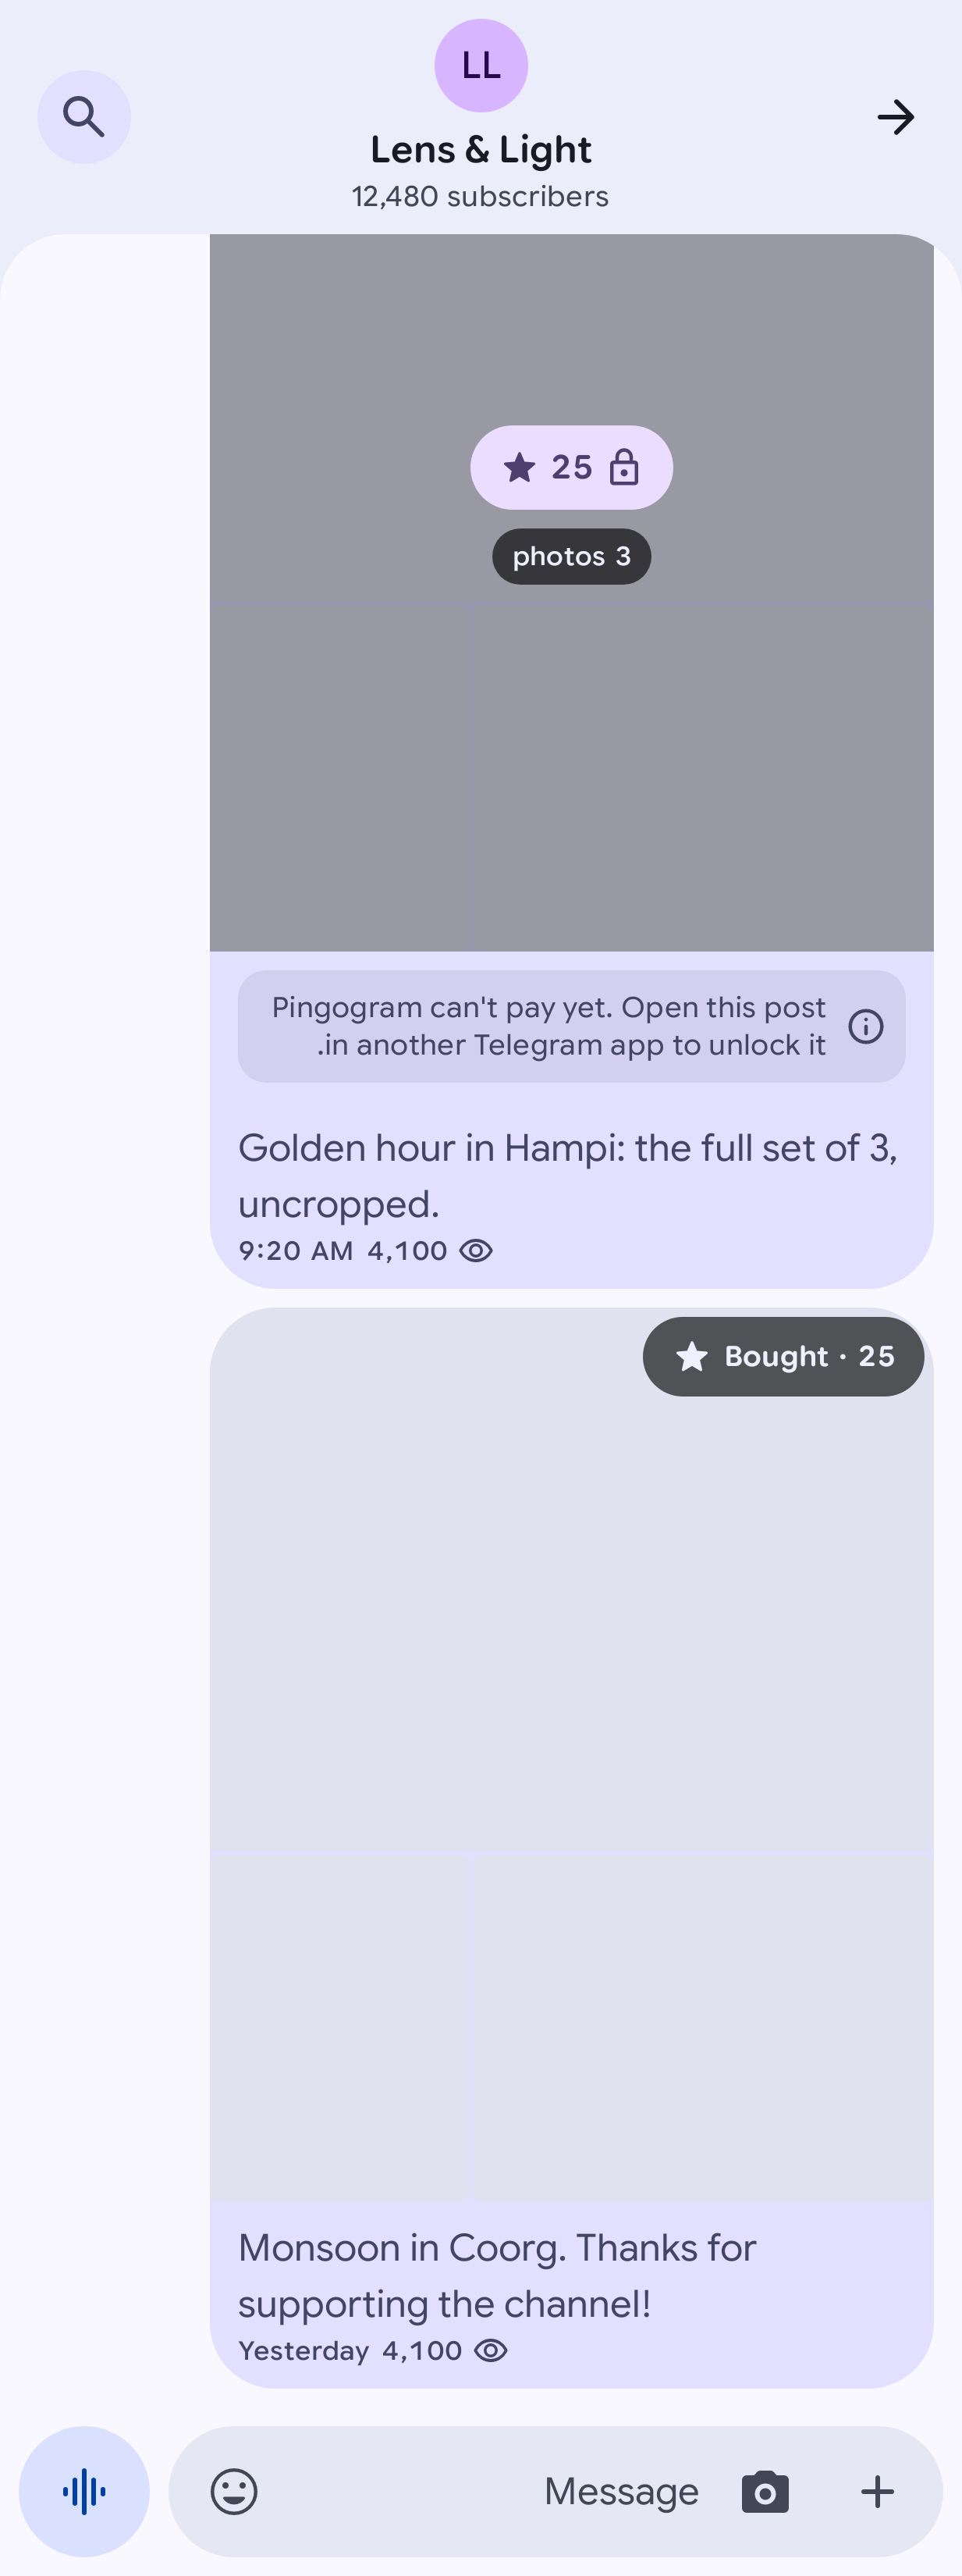 LL
Lens & Light
12,480 subscribers
25
photos 3
Pingogram can't pay yet. Open this post
.in another Telegram app to unlock it
Golden hour in Hampi: the full set of 3,
uncropped.
9:20 AM 4,100
Bought · 25
Monsoon in Coorg. Thanks for
supporting the channel!
Yesterday 4,100
Message